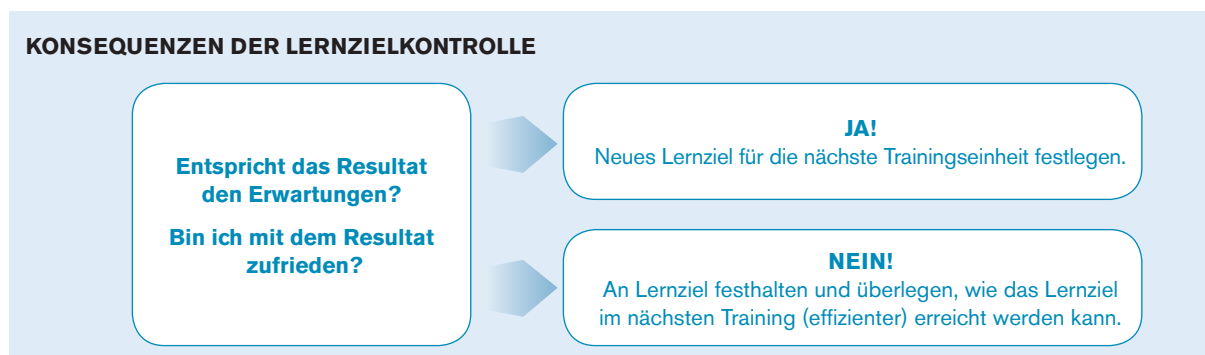 KONSEQUENZEN DER LERNZIELKONTROLLE
Entspricht das Resultat
den Erwartungen?
Bin ich mit dem Resultat
zufrieden?
JA!
Neues Lernziel für die nächste Trainingseinheit festlegen.
NEIN!
An Lernziel festhalten und überlegen, wie das Lernziel
im nächsten Training (effizienter) erreicht werden kann.